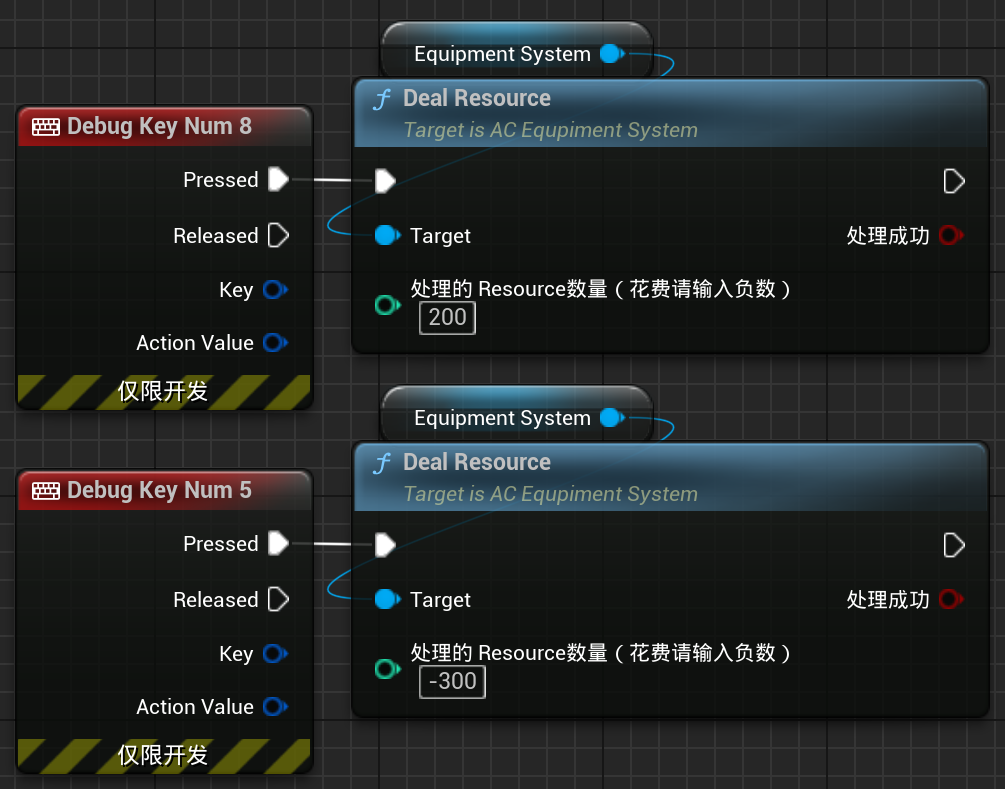 Equipment System
Deal Resource
Target is AC Equpiment System
Debug Key Num 8
Pressed
Released
Target
处理成功
Key
处理的 Resource数量（花费请输入负数）
200
Action Value
仅限开发
Equipment System
Deal Resource
Target is AC Equpiment System
Debug Key Num 5
Pressed
Released
Target
处理成功
Key
处理的 Resource数量（花费请输入负数）
-300
Action Value
仅限开发